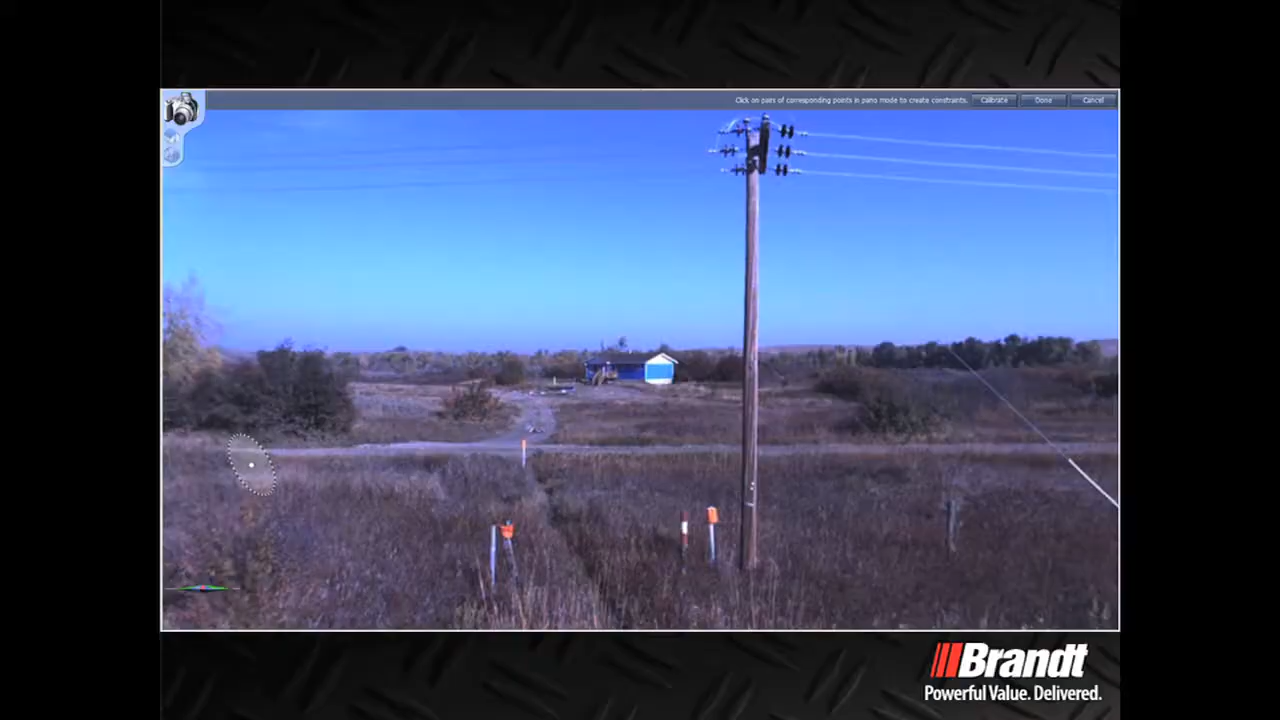 Click on pairs of corresponding points in pano mode to create constraints. Calibrate Done Cancel
Brandt
Powerful Value. Delivered.